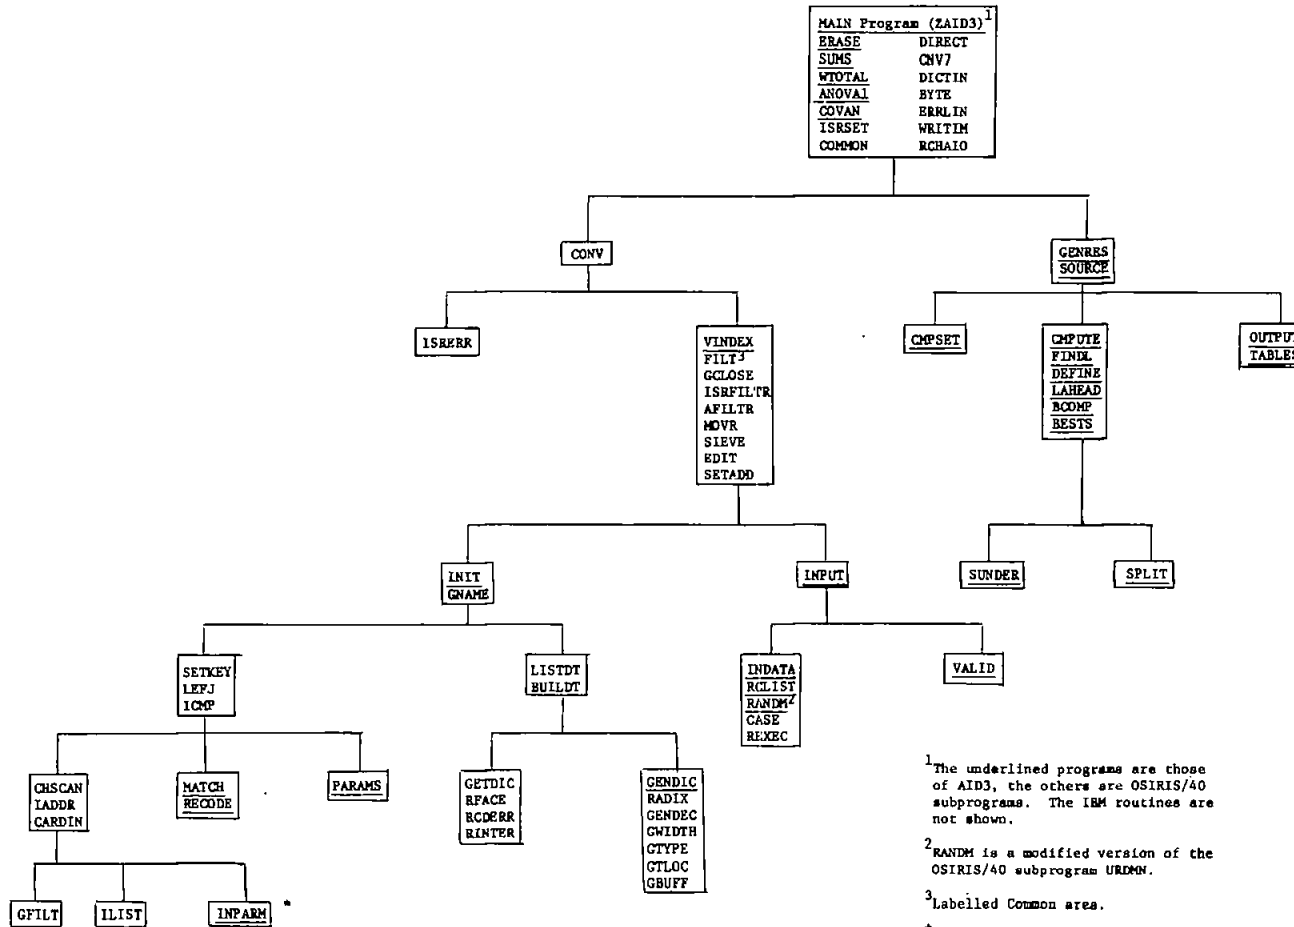 MAIN Program (ZAID3)1
ERASE DIRECT
SUMS CNV7
WTOTAL DICTIN
ANOVA1 BYTE
COVAN ERRLIN
ISRSET WRITIM
COMMON RCHAIO
CONV
GENRES
SOURCE
ISRERR
VINDEX
FILT3
GCLOSE
ISRFILTR
AFILTR
MOVR
SIEVE
EDIT
SETADD
CMPSET
CMPUTE
FINDL
DEFINE
LAHEAD
BCOMP
BESTS
OUTPUT
TABLES
INIT
GNAME
INPUT
SUNDER
SPLIT
SETKEY
LEFJ
ICMP
LISTDT
BUILDT
INDATA
RCLIST
RANDM2
CASE
REXEC
VALID
CHSCAN
IADDR
CARDIN
MATCH
RECODE
PARAMS
GETDIC
RFACE
RCDERR
RINTER
GENDIC
RADIX
GENDEC
GWIDTH
GTYPE
GTLOC
GBUFF
GFILT
ILIST
INPARM
*
1The underlined programs are those
of AID3, the others are OSIRIS/40
subprograms. The IBM routines are
not shown.
2RANDM is a modified version of the
OSIRIS/40 subprogram URDMN.
3Labelled Common area.
*